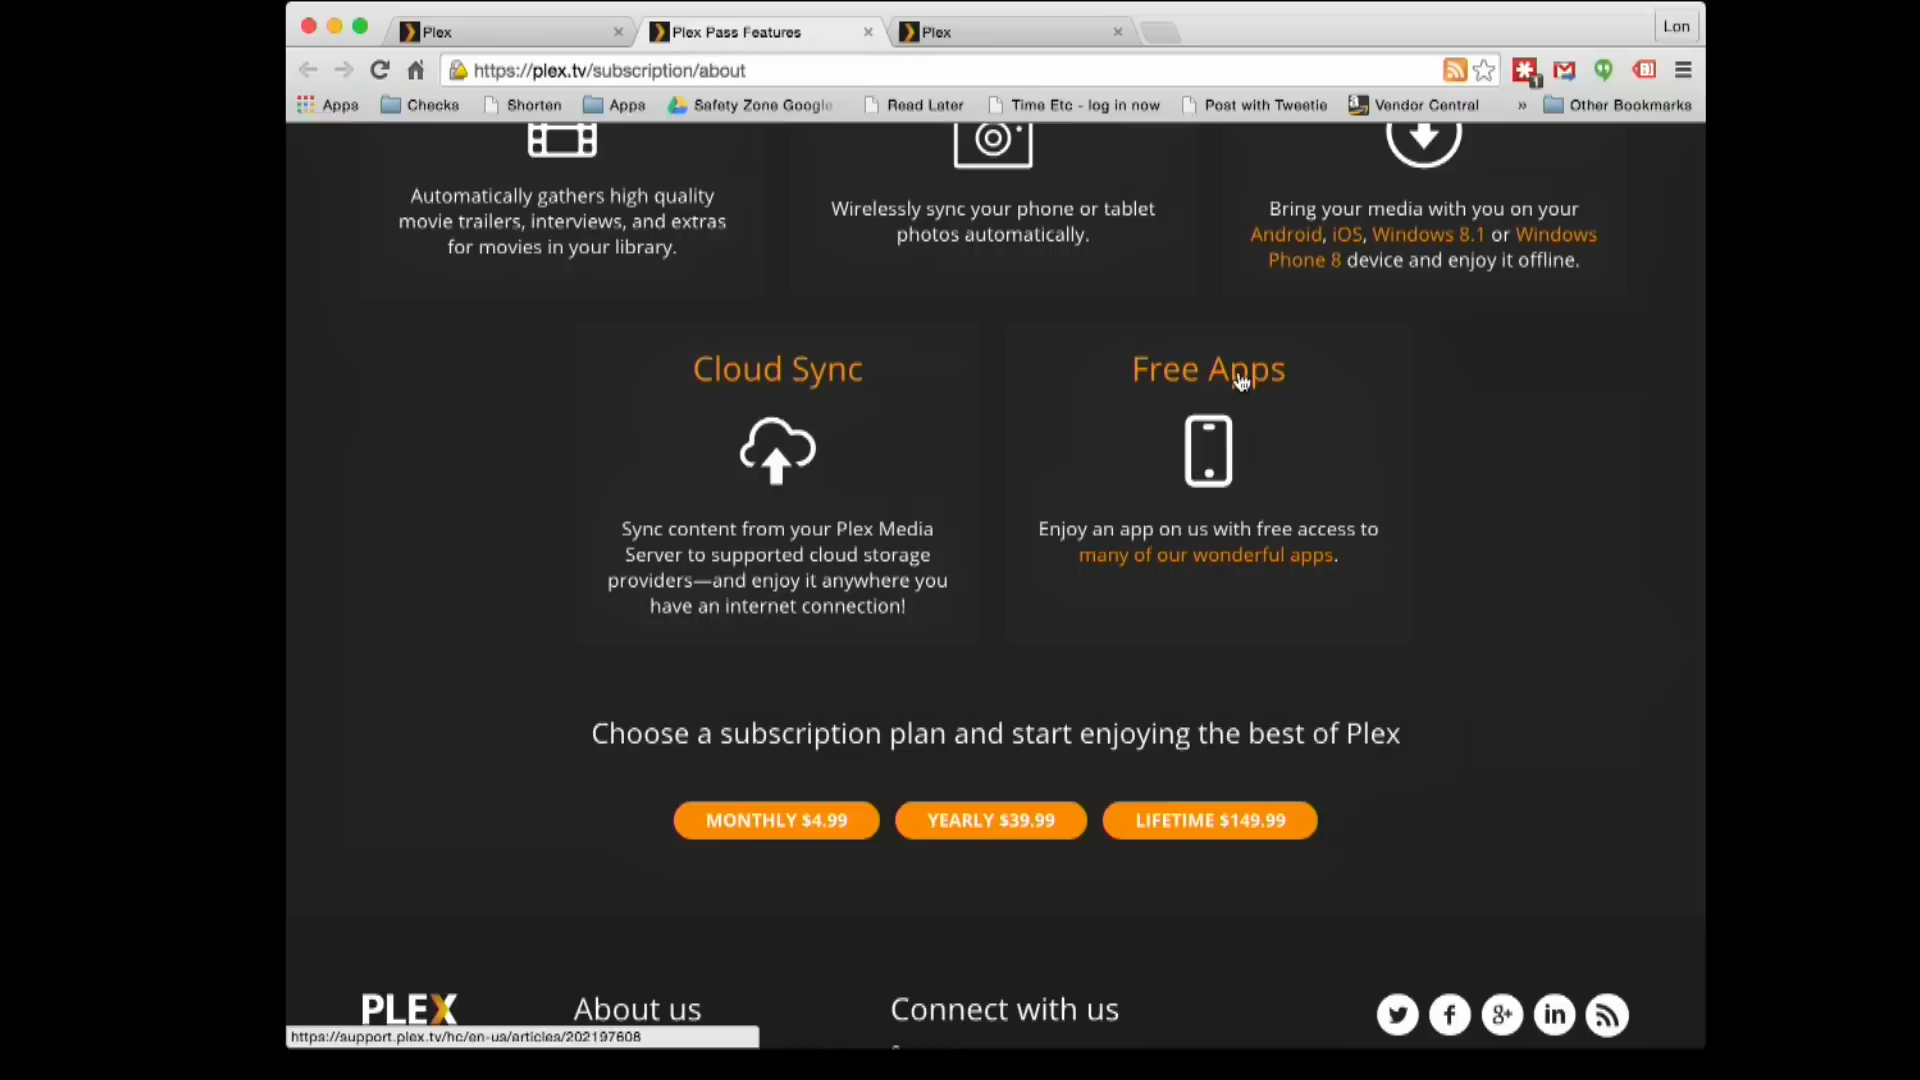 Plex
Plex Pass Features
Plex
Lon
https://plex.tv/subscription/about
Apps
Checks
Shorten
Apps
Safety Zone Google
Read Later
Time Etc - log in now
Post with Tweetie
Vendor Central
»
Other Bookmarks
Automatically gathers high quality
movie trailers, interviews, and extras
for movies in your library.
Wirelessly sync your phone or tablet
photos automatically.
Bring your media with you on your
Android, iOS, Windows 8.1 or Windows
Phone 8 device and enjoy it offline.
Cloud Sync
Sync content from your Plex Media
Server to supported cloud storage
providers—and enjoy it anywhere you
have an internet connection!
Free Apps
Enjoy an app on us with free access to
many of our wonderful apps.
Choose a subscription plan and start enjoying the best of Plex
MONTHLY $4.99
YEARLY $39.99
LIFETIME $149.99
PLEX
About us
Connect with us
https://support.plex.tv/hc/en-us/articles/202197608